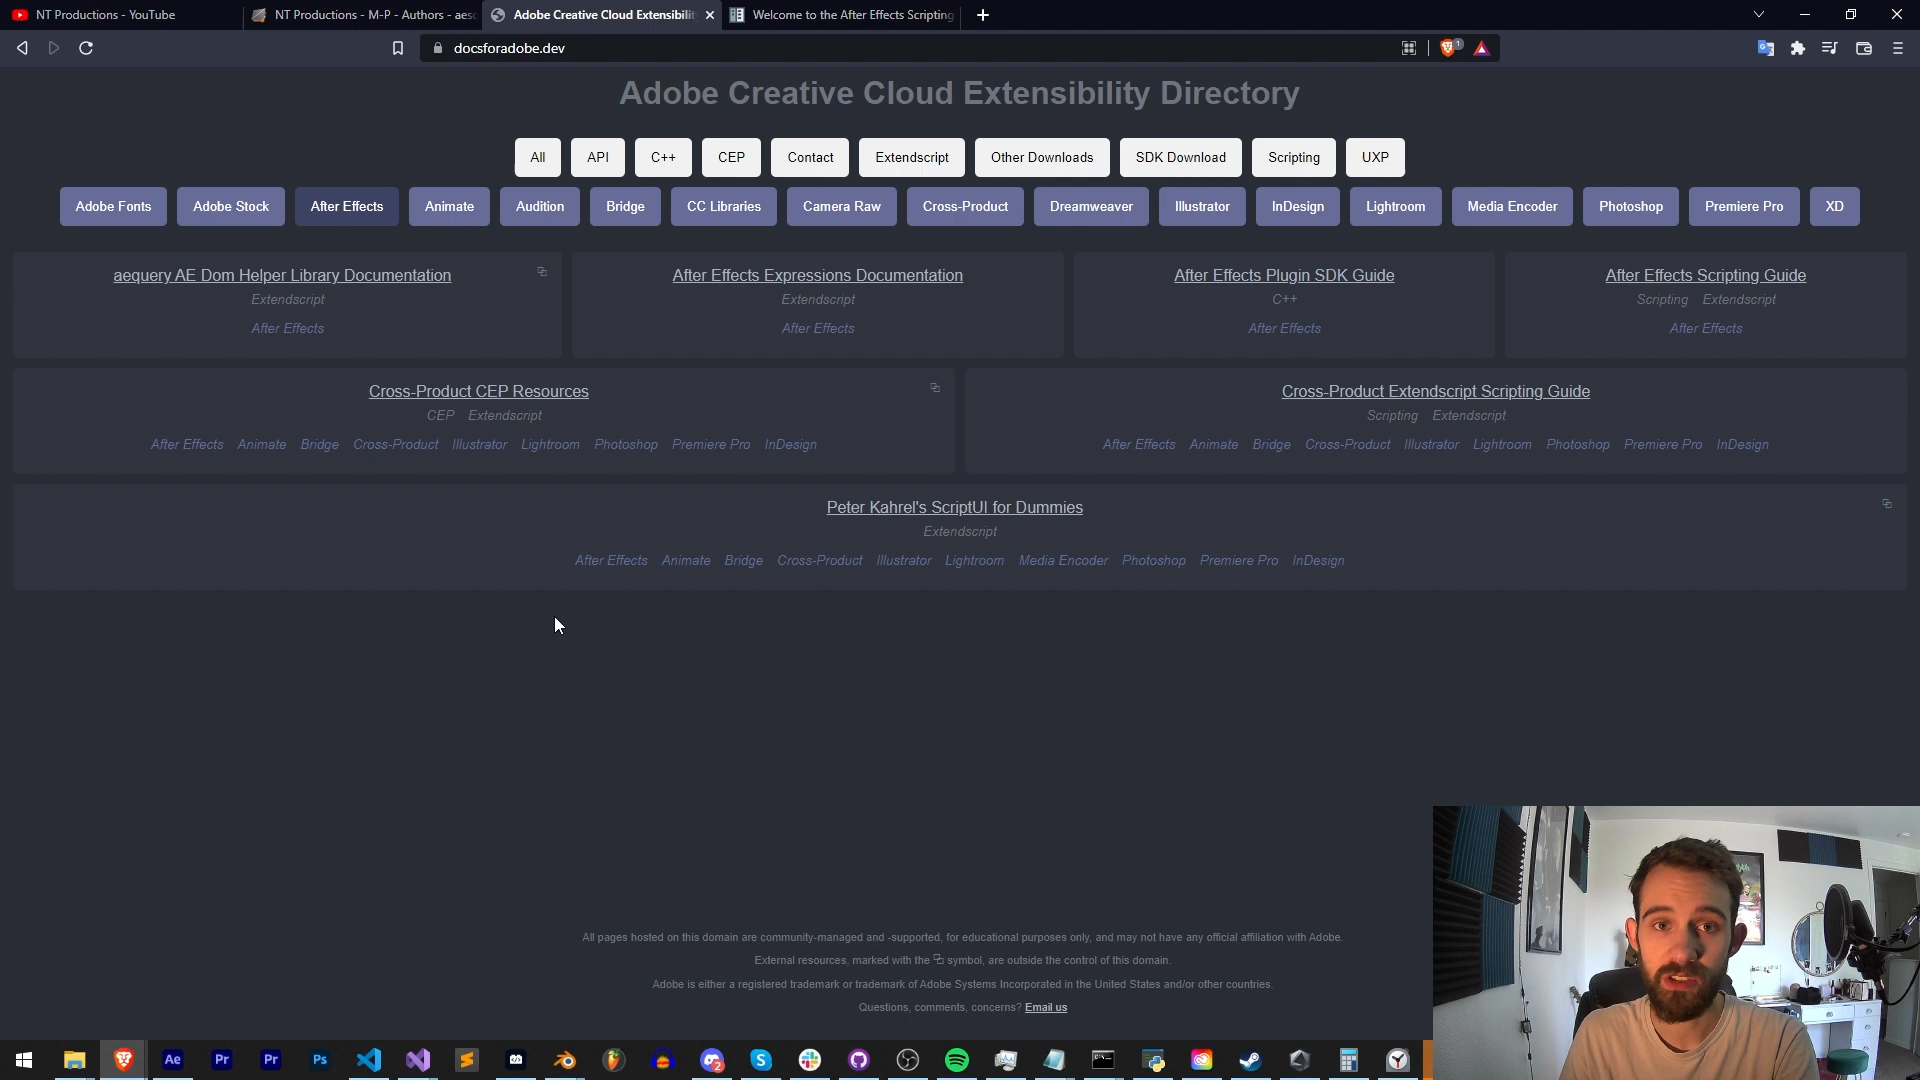 NT Productions - YouTube
NT Productions - M-P - Authors - aesc
Adobe Creative Cloud Extensibilit
Welcome to the After Effects Scripting
docsforadobe.dev
1
Adobe Creative Cloud Extensibility Directory
All API C++ CEP Contact Extendscript Other Downloads SDK Download Scripting UXP
Adobe Fonts Adobe Stock After Effects Animate Audition Bridge CC Libraries Camera Raw Cross-Product Dreamweaver Illustrator InDesign Lightroom Media Encoder Photoshop Premiere Pro XD
aequery AE Dom Helper Library Documentation
Extendscript
After Effects
After Effects Expressions Documentation
Extendscript
After Effects
After Effects Plugin SDK Guide
C++
After Effects
After Effects Scripting Guide
Scripting Extendscript
After Effects
Cross-Product CEP Resources
CEP Extendscript
After Effects Animate Bridge Cross-Product Illustrator Lightroom Photoshop Premiere Pro InDesign
Cross-Product Extendscript Scripting Guide
Scripting Extendscript
After Effects Animate Bridge Cross-Product Illustrator Lightroom Photoshop Premiere Pro InDesign
Peter Kahrel's ScriptUI for Dummies
Extendscript
After Effects Animate Bridge Cross-Product Illustrator Lightroom Media Encoder Photoshop Premiere Pro InDesign
All pages hosted on this domain are community-managed and -supported, for educational purposes only, and may not have any official affiliation with Adobe.
External resources, marked with the symbol, are outside the control of this domain.
Adobe is either a registered trademark or trademark of Adobe Systems Incorporated in the United States and/or other countries.
Questions, comments, concerns? Email us
Ae Pr Pr Ps 2